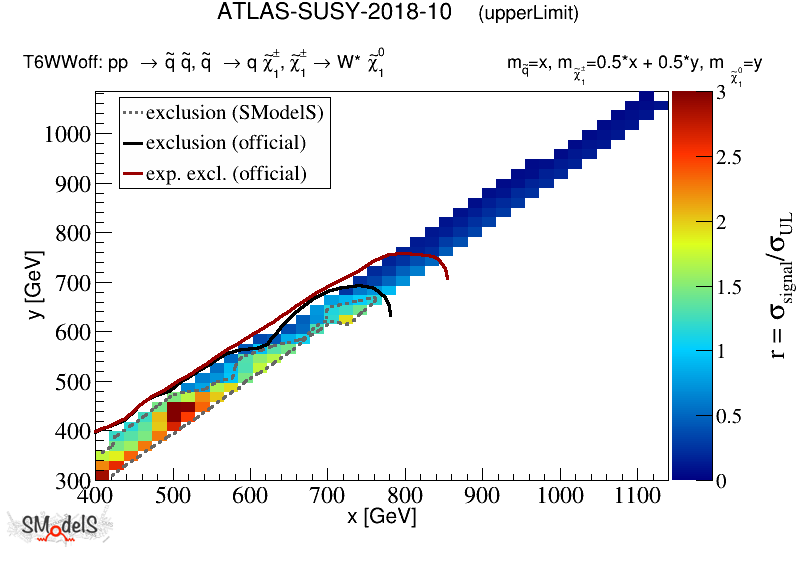 ATLAS-SUSY-2018-10 (upperLimit)
T6WWoff: pp → q̃ q̃, q̃ → q χ̃₁±, χ̃₁± → W* χ̃₁⁰
m_q̃=x, m_χ̃₁±=0.5*x + 0.5*y, m_χ̃₁⁰=y
exclusion (SModelS)
exclusion (official)
exp. excl. (official)
y [GeV]
1000
900
800
700
600
500
400
300
400 500 600 700 800 900 1000 1100
x [GeV]
3
2.5
2
1.5
1
0.5
0
r = σ_signal/σ_UL
SModelS